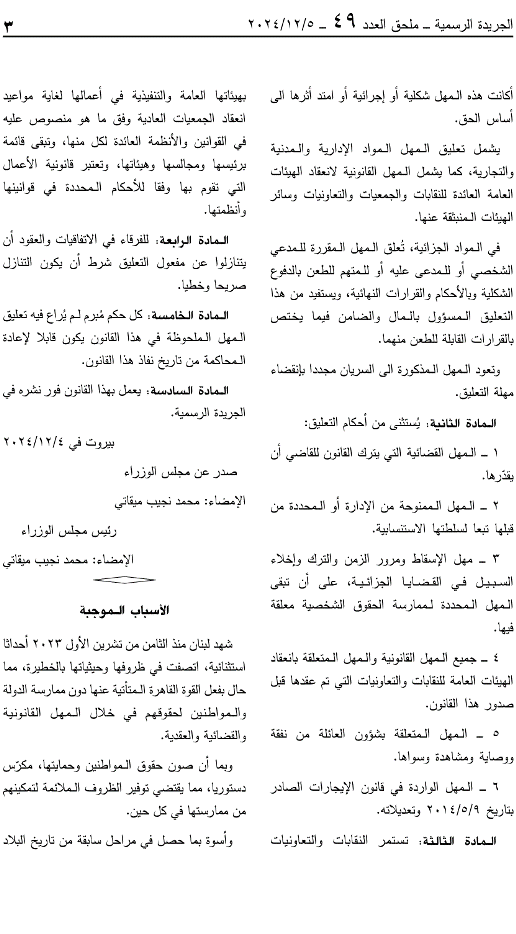 الجريدة الرسمية ــ ملحق العدد ٤٩ ــ ٢٠٢٤/١٢/٥
٣
أكانت هذه المهل شكلية أو إجرائية أو امتد أثرها الى
أساس الحق.
يشمل تعليق المهل المواد الإدارية والمدنية
والتجارية، كما يشمل المهل القانونية لانعقاد الهيئات
العامة العائدة للنقابات والجمعيات والتعاونيات وسائر
الهيئات المنبثقة عنها.
في المواد الجزائية، تُعلق المهل المقررة للمدعي
الشخصي أو للمدعى عليه أو للمتهم للطعن بالدفوع
الشكلية وبالأحكام والقرارات النهائية، ويستفيد من هذا
التعليق المسؤول بالمال والضامن فيما يختص
بالقرارات القابلة للطعن منهما.
وتعود المهل المذكورة الى السريان مجددا بإنقضاء
مهلة التعليق.
المادة الثانية: يُستثنى من أحكام التعليق:
١ ــ المهل القضائية التي يترك القانون للقاضي أن
يقدّرها.
٢ ــ المهل الممنوحة من الإدارة أو المحددة من
قبلها تبعا لسلطتها الاستنسابية.
٣ ــ مهل الإسقاط ومرور الزمن والترك وإخلاء
السبيل في القضايا الجزائية، على أن تبقى
المهل المحددة لممارسة الحقوق الشخصية معلقة
فيها.
٤ ــ جميع المهل القانونية والمهل المتعلقة بانعقاد
الهيئات العامة للنقابات والتعاونيات التي تم عقدها قبل
صدور هذا القانون.
٥ ــ المهل المتعلقة بشؤون العائلة من نفقة
ووصاية ومشاهدة وسواها.
٦ ــ المهل الواردة في قانون الإيجارات الصادر
بتاريخ ٢٠١٤/٥/٩ وتعديلاته.
المادة الثالثة: تستمر النقابات والتعاونيات
بهيئاتها العامة والتنفيذية في أعمالها لغاية مواعيد
انعقاد الجمعيات العادية وفق ما هو منصوص عليه
في القوانين والأنظمة العائدة لكل منها، وتبقى قائمة
برئيسها ومجالسها وهيئاتها، وتعتبر قانونية الأعمال
التي تقوم بها وفقا للأحكام المحددة في قوانينها
وأنظمتها.
المادة الرابعة: للفرقاء في الاتفاقيات والعقود أن
يتنازلوا عن مفعول التعليق شرط أن يكون التنازل
صريحا وخطيا.
المادة الخامسة: كل حكم مُبرم لم يُراع فيه تعليق
المهل الملحوظة في هذا القانون يكون قابلا لإعادة
المحاكمة من تاريخ نفاذ هذا القانون.
المادة السادسة: يعمل بهذا القانون فور نشره في
الجريدة الرسمية.
بيروت في ٢٠٢٤/١٢/٤
صدر عن مجلس الوزراء
الإمضاء: محمد نجيب ميقاتي
رئيس مجلس الوزراء
الإمضاء: محمد نجيب ميقاتي
الأسباب الموجبة
شهد لبنان منذ الثامن من تشرين الأول ٢٠٢٣ أحداثا
استثنائية، اتصفت في ظروفها وحيثياتها بالخطيرة، مما
حال بفعل القوة القاهرة المتأتية عنها دون ممارسة الدولة
والمواطنين لحقوقهم في خلال المهل القانونية
والقضائية والعقدية.
وبما أن صون حقوق المواطنين وحمايتها، مكرّس
دستوريا، مما يقتضي توفير الظروف الملائمة لتمكينهم
من ممارستها في كل حين.
وأسوة بما حصل في مراحل سابقة من تاريخ البلاد